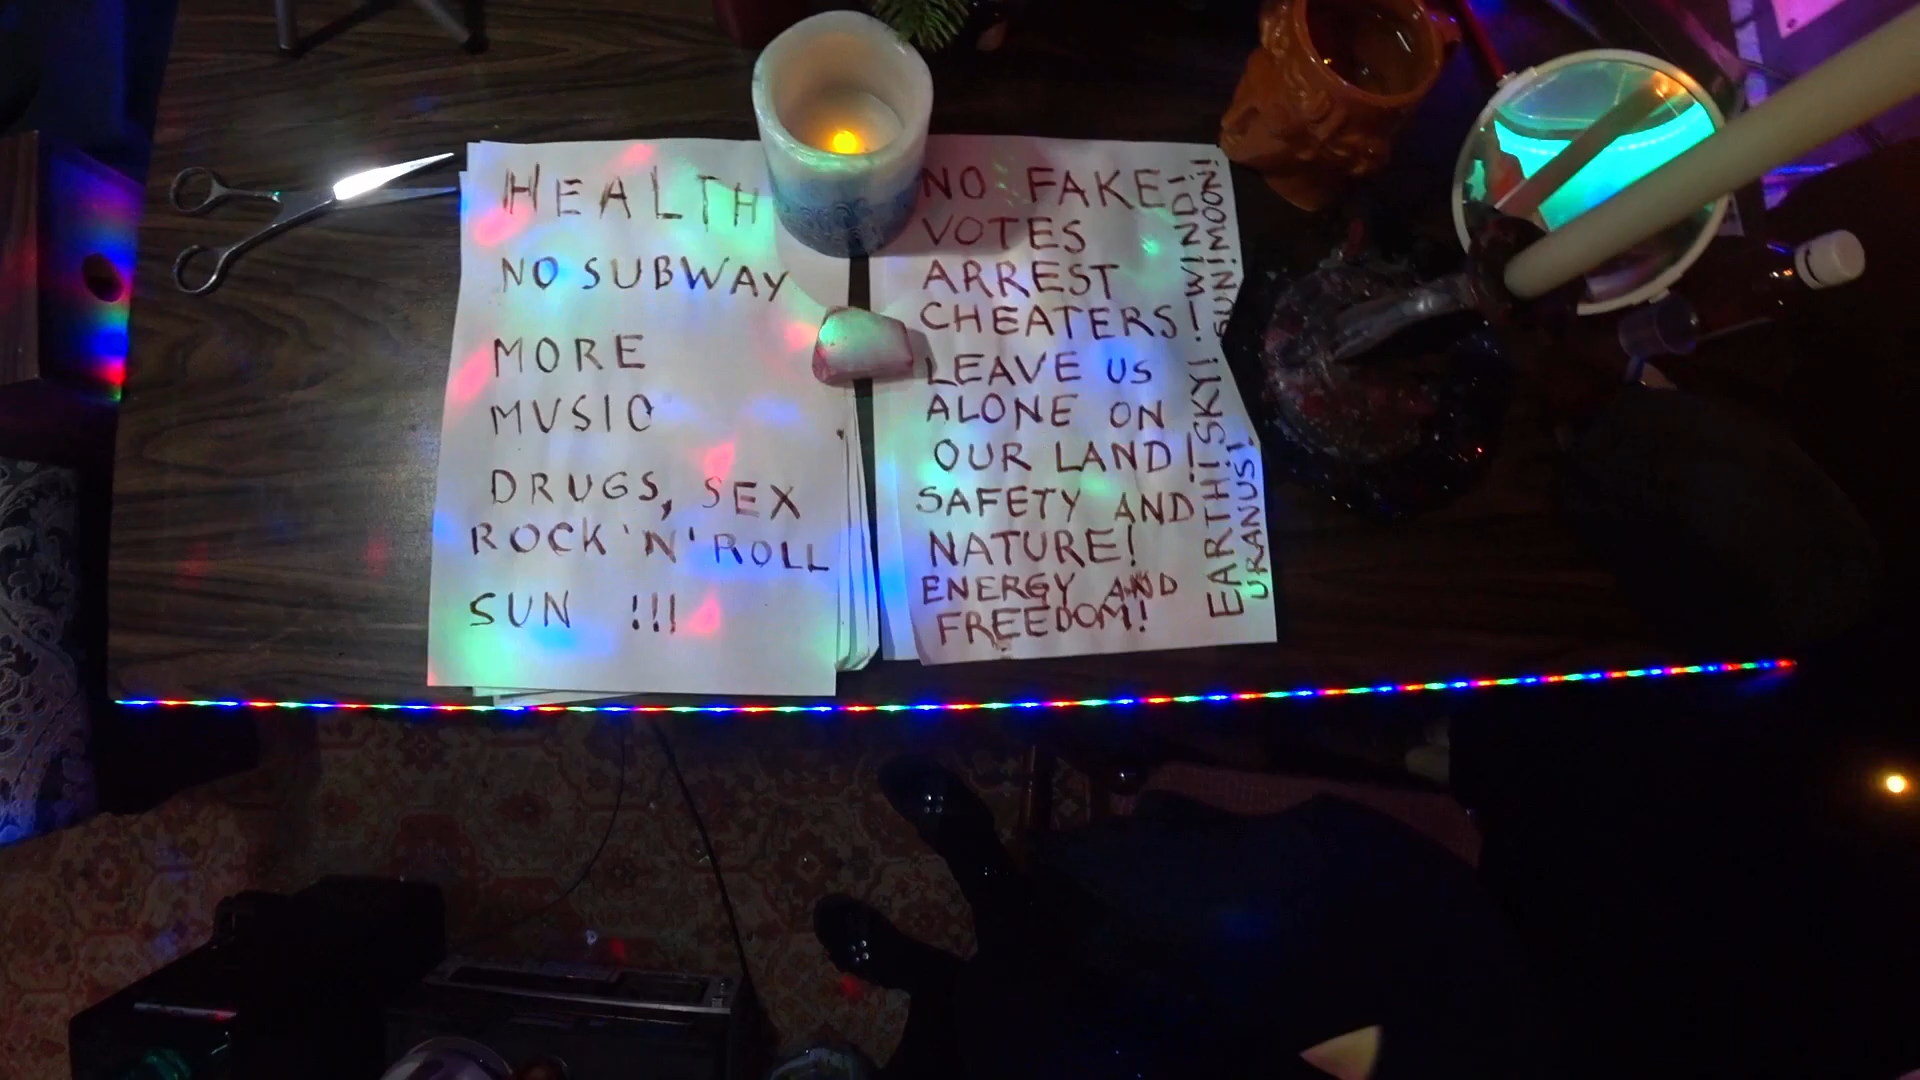 HEALTH
NO SUBWAY
MORE
MUSIC
DRUGS, SEX
ROCK'N'ROLL
SUN !!!
NO FAKE
VOTES
ARREST
CHEATERS!
LEAVE US
ALONE ON
OUR LAND!
SAFETY AND
NATURE!
ENERGY AND
FREEDOM!
EARTH! SKY! WIND!
URANUS! SUN! MOON!